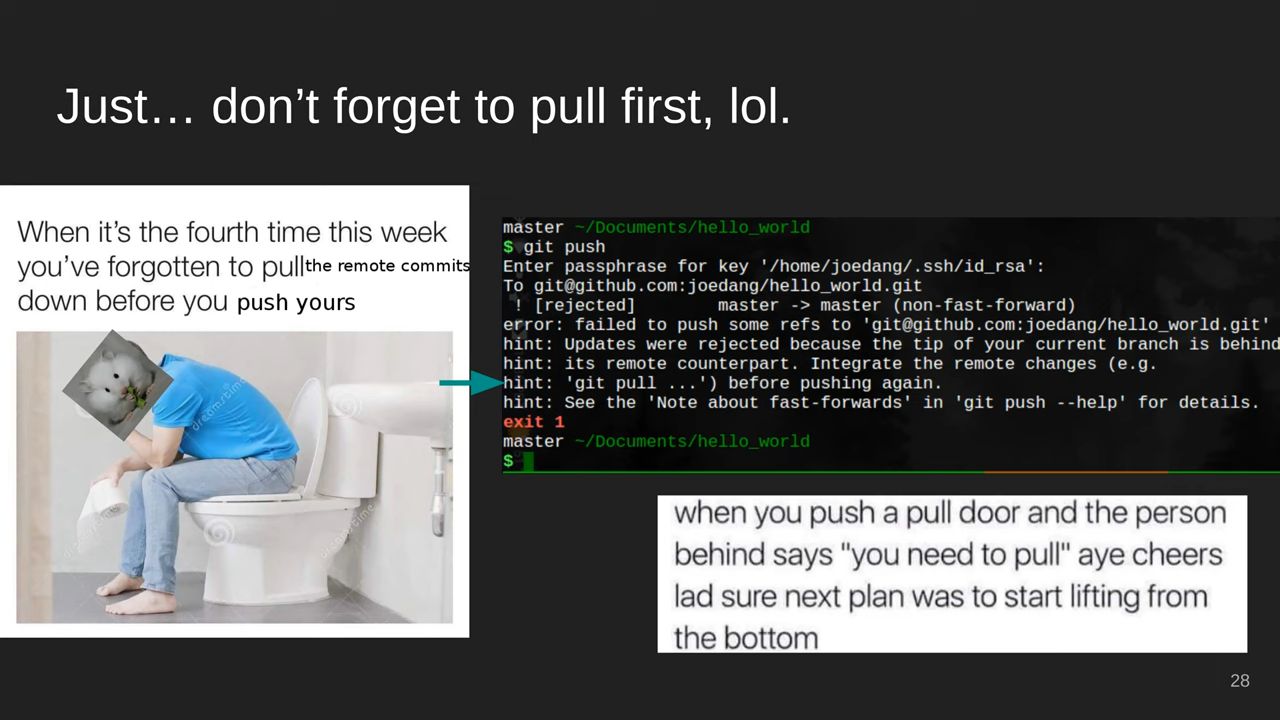 Just… don’t forget to pull first, lol.
When it’s the fourth time this week
you’ve forgotten to pull the remote commits
down before you push yours
dreamstime
dreamstime
dreamstime
master ~/Documents/hello_world
$ git push
Enter passphrase for key '/home/joedang/.ssh/id_rsa':
To git@github.com:joedang/hello_world.git
! [rejected]        master -> master (non-fast-forward)
error: failed to push some refs to 'git@github.com:joedang/hello_world.git'
hint: Updates were rejected because the tip of your current branch is behind
hint: its remote counterpart. Integrate the remote changes (e.g.
hint: 'git pull ...') before pushing again.
hint: See the 'Note about fast-forwards' in 'git push --help' for details.
exit 1
master ~/Documents/hello_world
$
when you push a pull door and the person
behind says "you need to pull" aye cheers
lad sure next plan was to start lifting from
the bottom
28